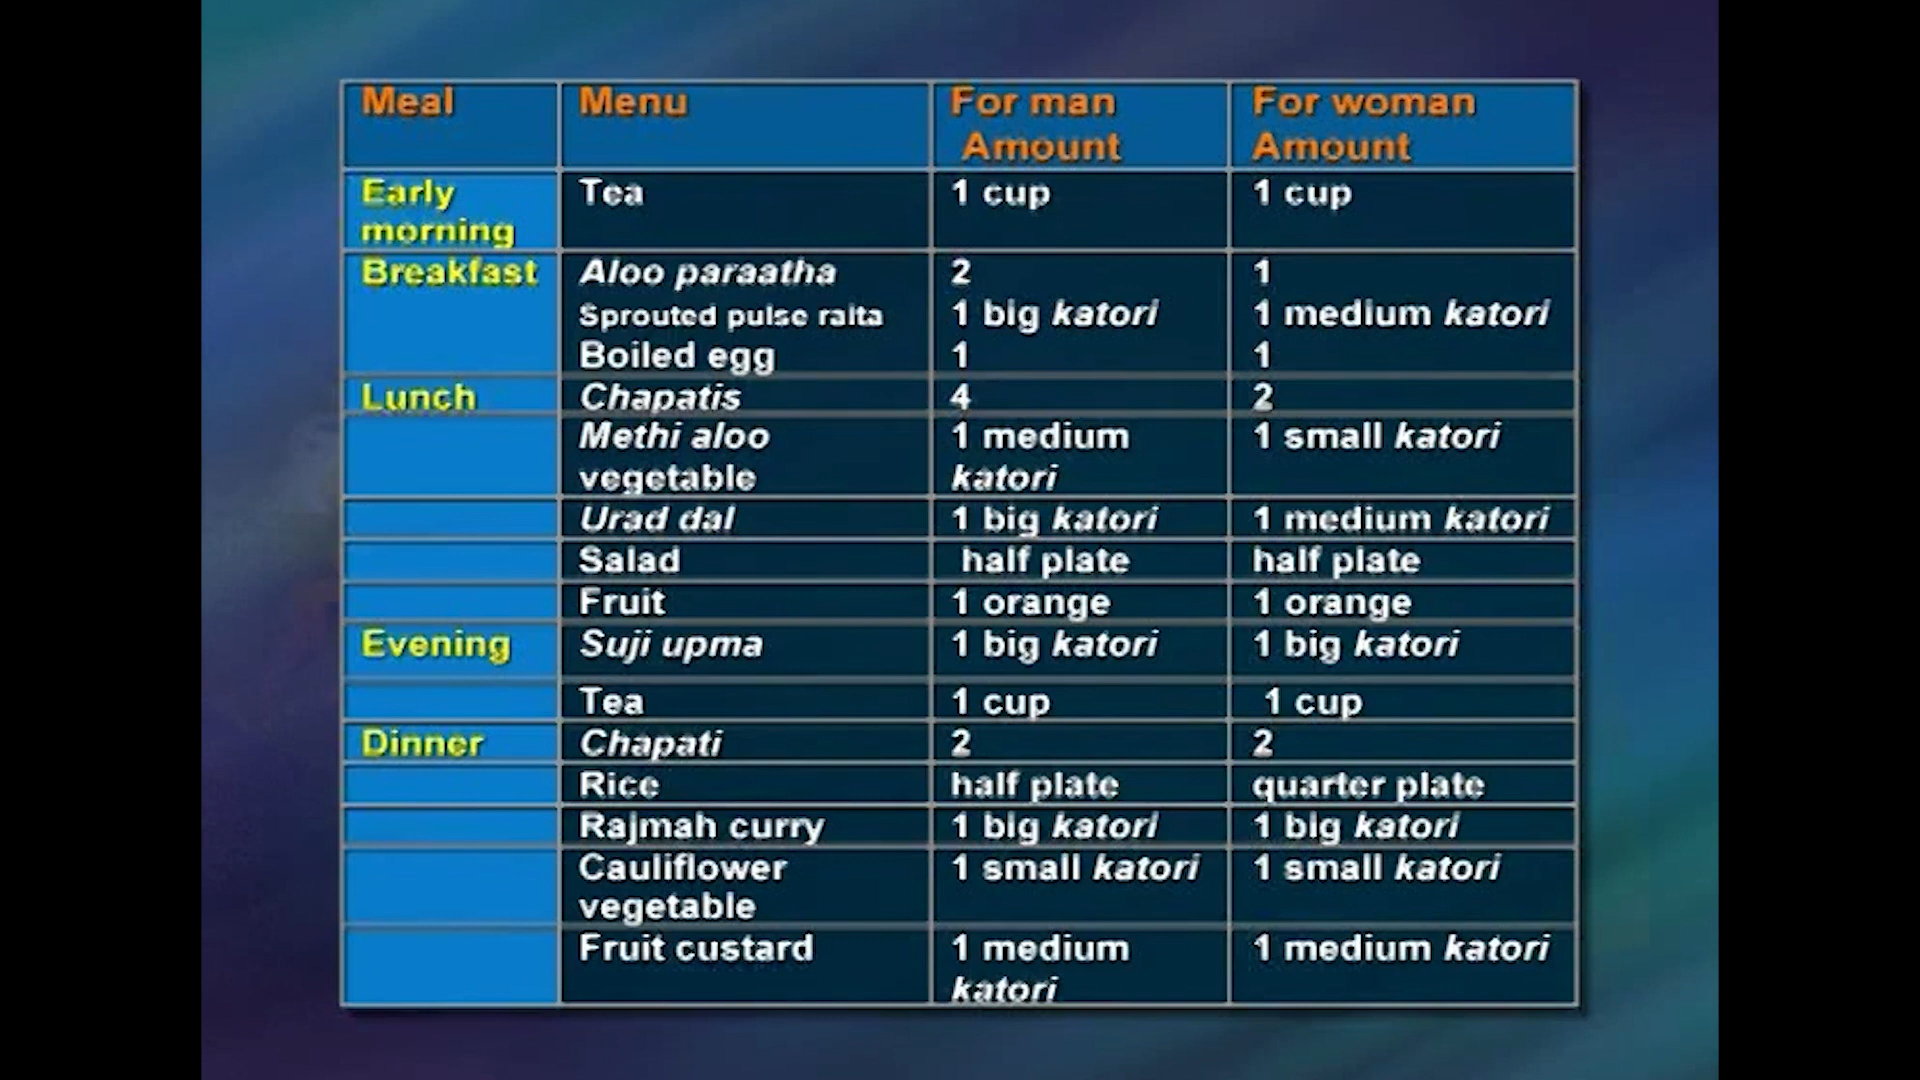 Meal Menu For man Amount For woman Amount
Early morning Tea 1 cup 1 cup
Breakfast Aloo paraatha 2 1
Sprouted pulse raita 1 big katori 1 medium katori
Boiled egg 1 1
Lunch Chapatis 4 2
Methi aloo vegetable 1 medium katori 1 small katori
Urad dal 1 big katori 1 medium katori
Salad half plate half plate
Fruit 1 orange 1 orange
Evening Suji upma 1 big katori 1 big katori
Tea 1 cup 1 cup
Dinner Chapati 2 2
Rice half plate quarter plate
Rajmah curry 1 big katori 1 big katori
Cauliflower vegetable 1 small katori 1 small katori
Fruit custard 1 medium katori 1 medium katori